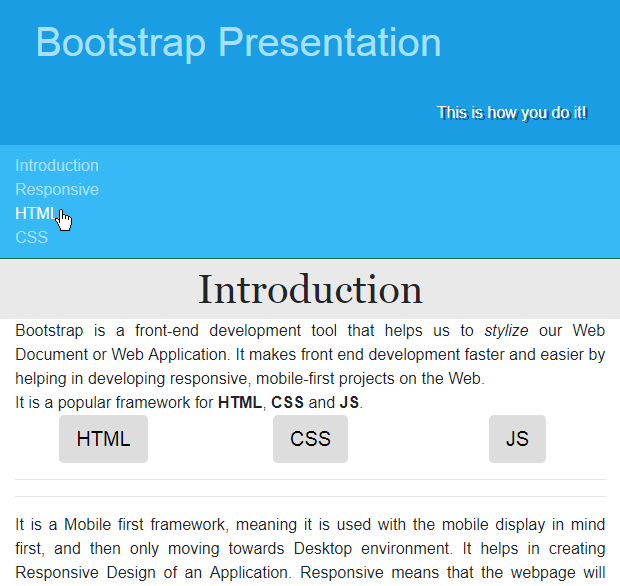 Bootstrap Presentation
This is how you do it!
Introduction
Responsive
HTML
CSS
Introduction
Bootstrap is a front-end development tool that helps us to stylize our Web
Document or Web Application. It makes front end development faster and easier by
helping in developing responsive, mobile-first projects on the Web.
It is a popular framework for HTML, CSS and JS.
HTML CSS JS
It is a Mobile first framework, meaning it is used with the mobile display in mind
first, and then only moving towards Desktop environment. It helps in creating
Responsive Design of an Application. Responsive means that the webpage will